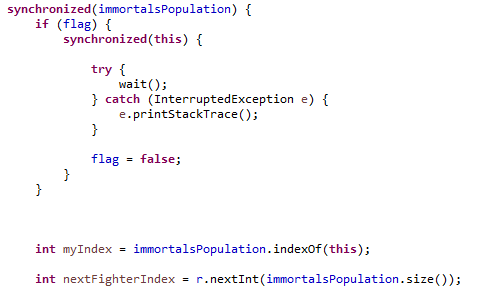 synchronized(immortalsPopulation) {
    if (flag) {
        synchronized(this) {
            try {
                wait();
            } catch (InterruptedException e) {
                e.printStackTrace();
            }
            flag = false;
        }
    }
    int myIndex = immortalsPopulation.indexOf(this);
    int nextFighterIndex = r.nextInt(immortalsPopulation.size());